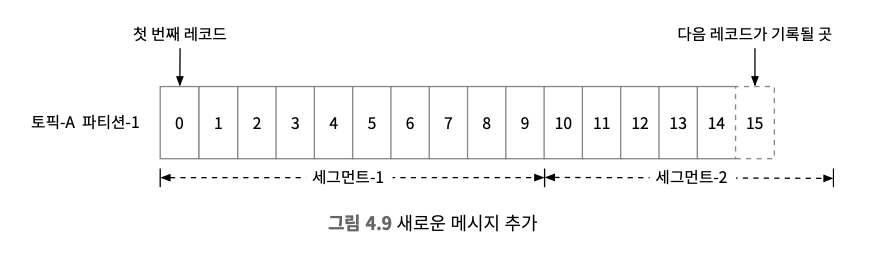 첫 번째 레코드
다음 레코드가 기록될 곳
토픽-A 파티션-1
0 1 2 3 4 5 6 7 8 9 10 11 12 13 14 15
세그먼트-1
세그먼트-2
그림 4.9 새로운 메시지 추가